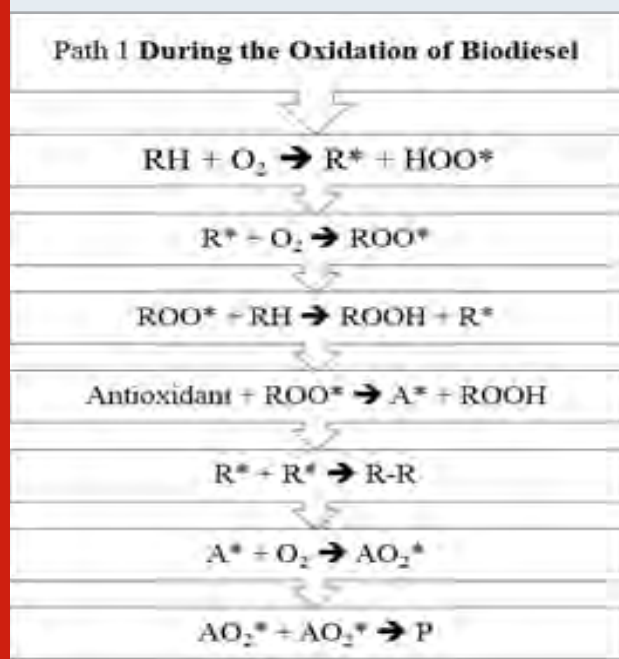 Path 1 During the Oxidation of Biodiesel
RH + O₂ ➔ R* + HOO*
R* + O₂ ➔ ROO*
ROO* + RH ➔ ROOH + R*
Antioxidant + ROO* ➔ A* + ROOH
R* + R* ➔ R-R
A* + O₂ ➔ AO₂*
AO₂* + AO₂* ➔ P